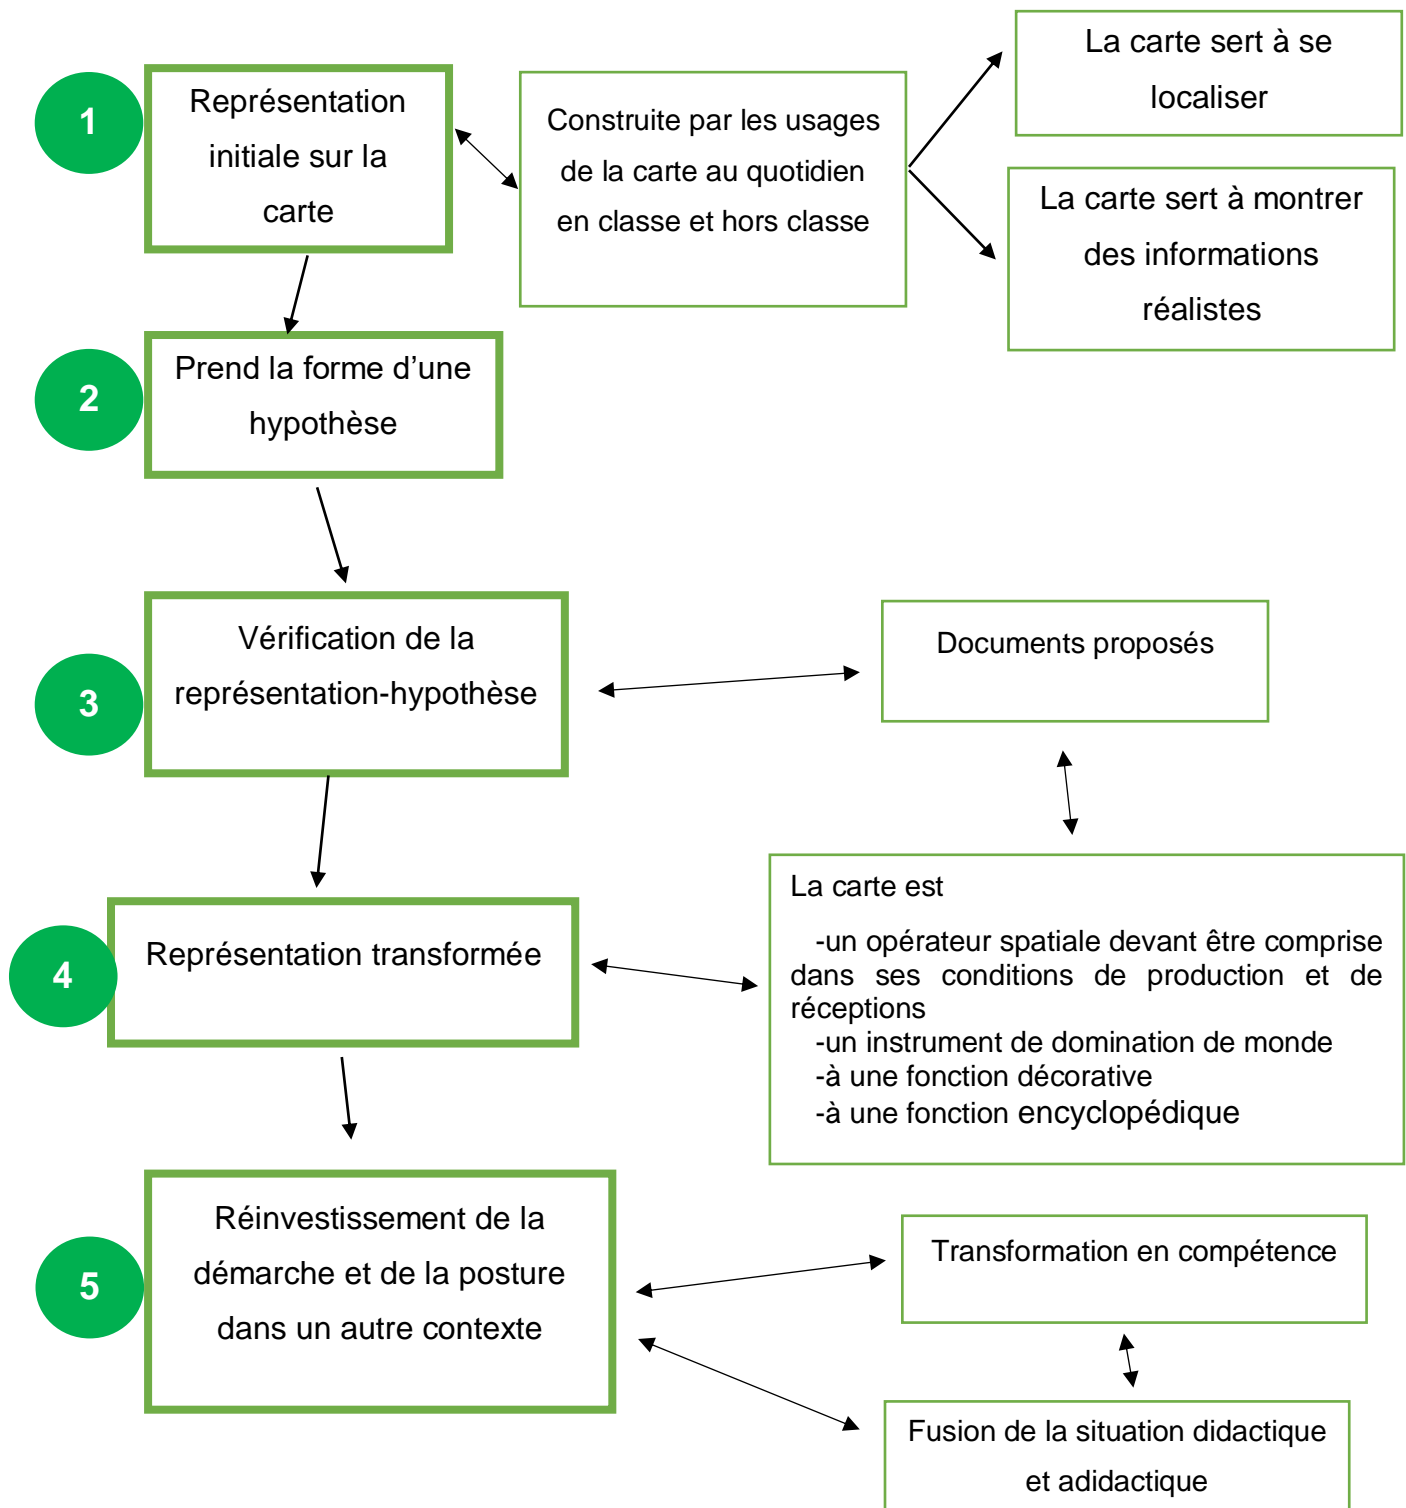 1
Représentation
initiale sur la
carte
Construite par les usages
de la carte au quotidien
en classe et hors classe
La carte sert à se
localiser
La carte sert à montrer
des informations
réalistes
2
Prend la forme d’une
hypothèse
3
Vérification de la
représentation-hypothèse
Documents proposés
4
Représentation transformée
La carte est
-un opérateur spatiale devant être comprise
dans ses conditions de production et de
réceptions
-un instrument de domination de monde
-à une fonction décorative
-à une fonction encyclopédique
5
Réinvestissement de la
démarche et de la posture
dans un autre contexte
Transformation en compétence
Fusion de la situation didactique
et adidactique